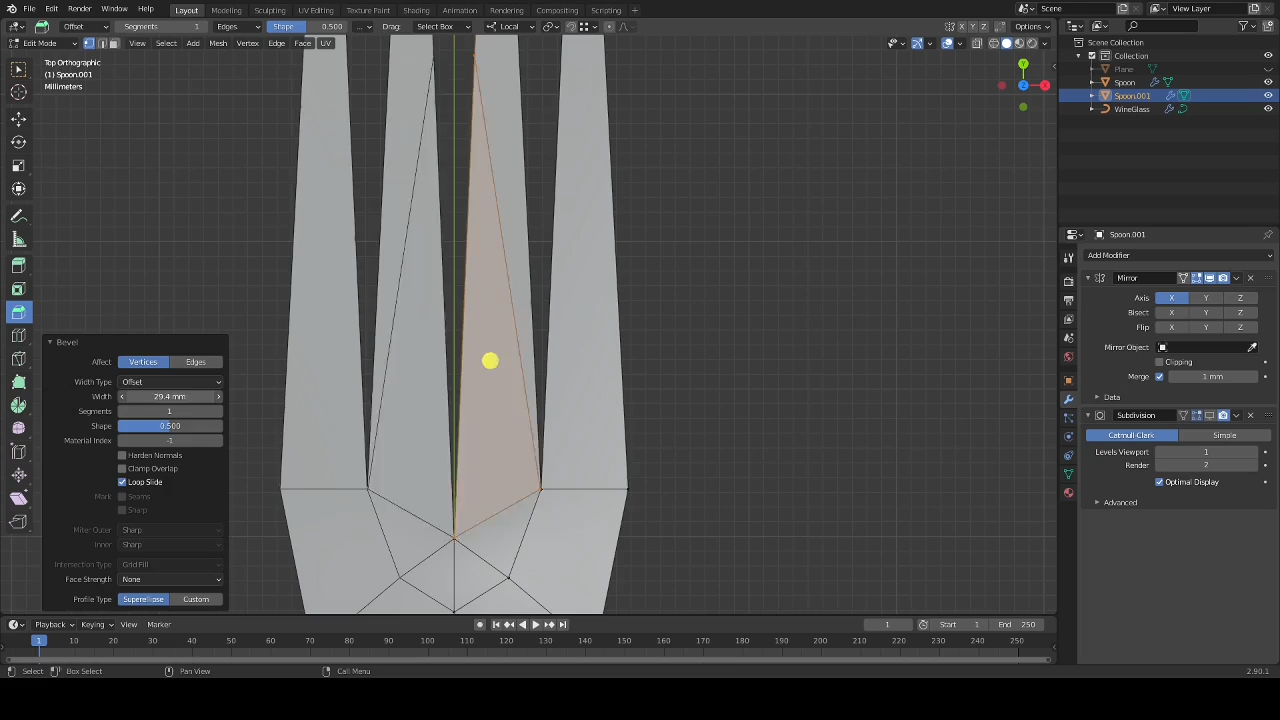 File Edit Render Window Help Layout Modeling Sculpting UV Editing Texture Paint Shading Animation Rendering Compositing Scripting + Scene View Layer
Offset Segments 1 Edges Shape 0.500 Drag: Select Box Local X Y Z Options
Edit Mode View Select Add Mesh Vertex Edge Face UV
Top Orthographic
(1) Spoon.001
Millimeters
Y
Z
X
Scene Collection
Collection
Plane
Spoon
Spoon.001
WineGlass
Spoon.001
Add Modifier
Mirror
Axis X Y Z
Bisect X Y Z
Flip X Y Z
Mirror Object
Clipping
Merge 1 mm
Data
Subdivision
Catmull-Clark Simple
Levels Viewport 1
Render 2
Optimal Display
Advanced
Bevel
Affect Vertices Edges
Width Type Offset
Width 29.4 mm
Segments 1
Shape 0.500
Material Index -1
Harden Normals
Clamp Overlap
Loop Slide
Mark Seams
Sharp
Miter Outer Sharp
Inner Sharp
Intersection Type Grid Fill
Face Strength None
Profile Type Superellipse Custom
Playback Keying View Marker 1 Start 1 End 250
1 10 20 30 40 50 60 70 80 90 100 110 120 130 140 150 160 170 180 190 200 210 220 230 240 250
Select Box Select Pan View Call Menu 2.90.1